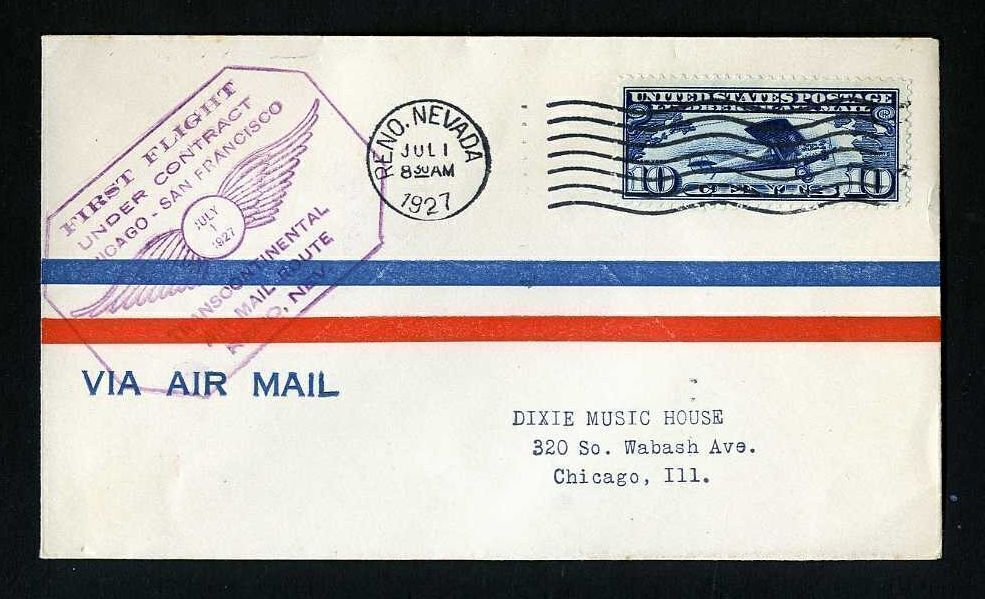 FIRST FLIGHT
UNDER CONTRACT
CHICAGO - SAN FRANCISCO
JULY
1
1927
TRANSCONTINENTAL
AIR MAIL ROUTE
RENO, NEV.
RENO, NEVADA
JUL 1
8 30 AM
1927
UNITED STATES POSTAGE
LINDBERGH AIR MAIL
10 CENTS 10
VIA AIR MAIL
DIXIE MUSIC HOUSE
320 So. Wabash Ave.
Chicago, Ill.